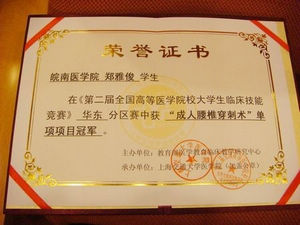 荣誉证书
皖南医学院 郑雅俊 学生
在《第二届全国高等医学院校大学生临床技能
竞赛》 华东 分区赛中获 “成人腰椎穿刺术”单
项项目冠军。
主办单位：教育部医学教育临床教学研究中心
承办单位：上海交通大学医学院（加盖公章）